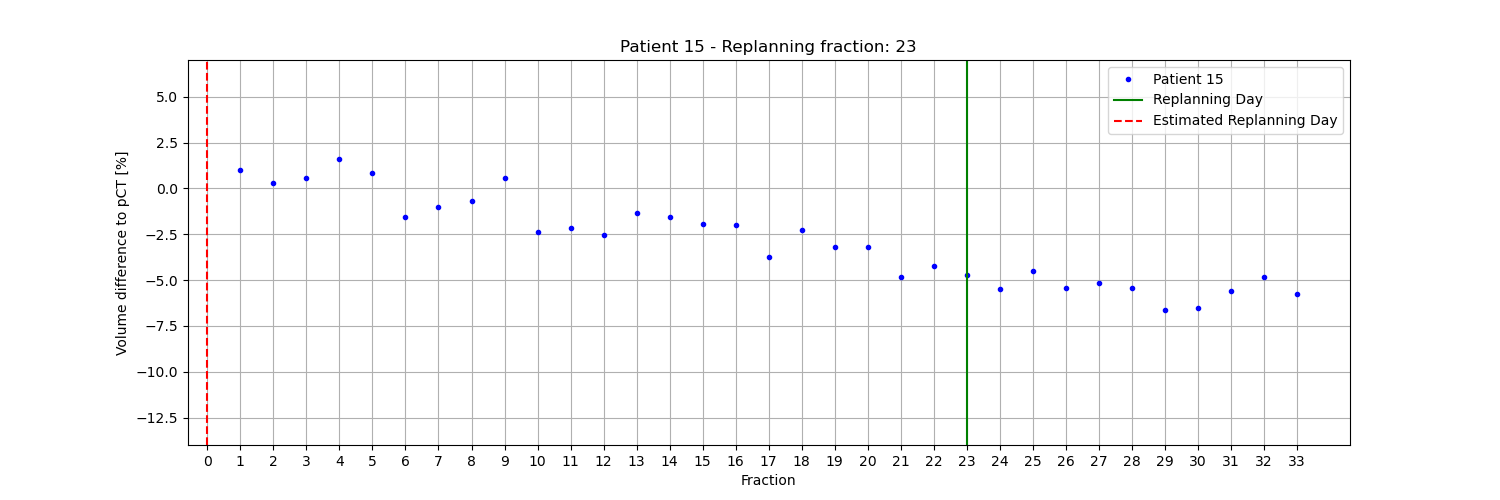 Patient 15 - Replanning fraction: 23
Patient 15
Replanning Day
Estimated Replanning Day
Volume difference to pCT [%]
5.0
2.5
0.0
−2.5
−5.0
−7.5
−10.0
−12.5
0 1 2 3 4 5 6 7 8 9 10 11 12 13 14 15 16 17 18 19 20 21 22 23 24 25 26 27 28 29 30 31 32 33
Fraction